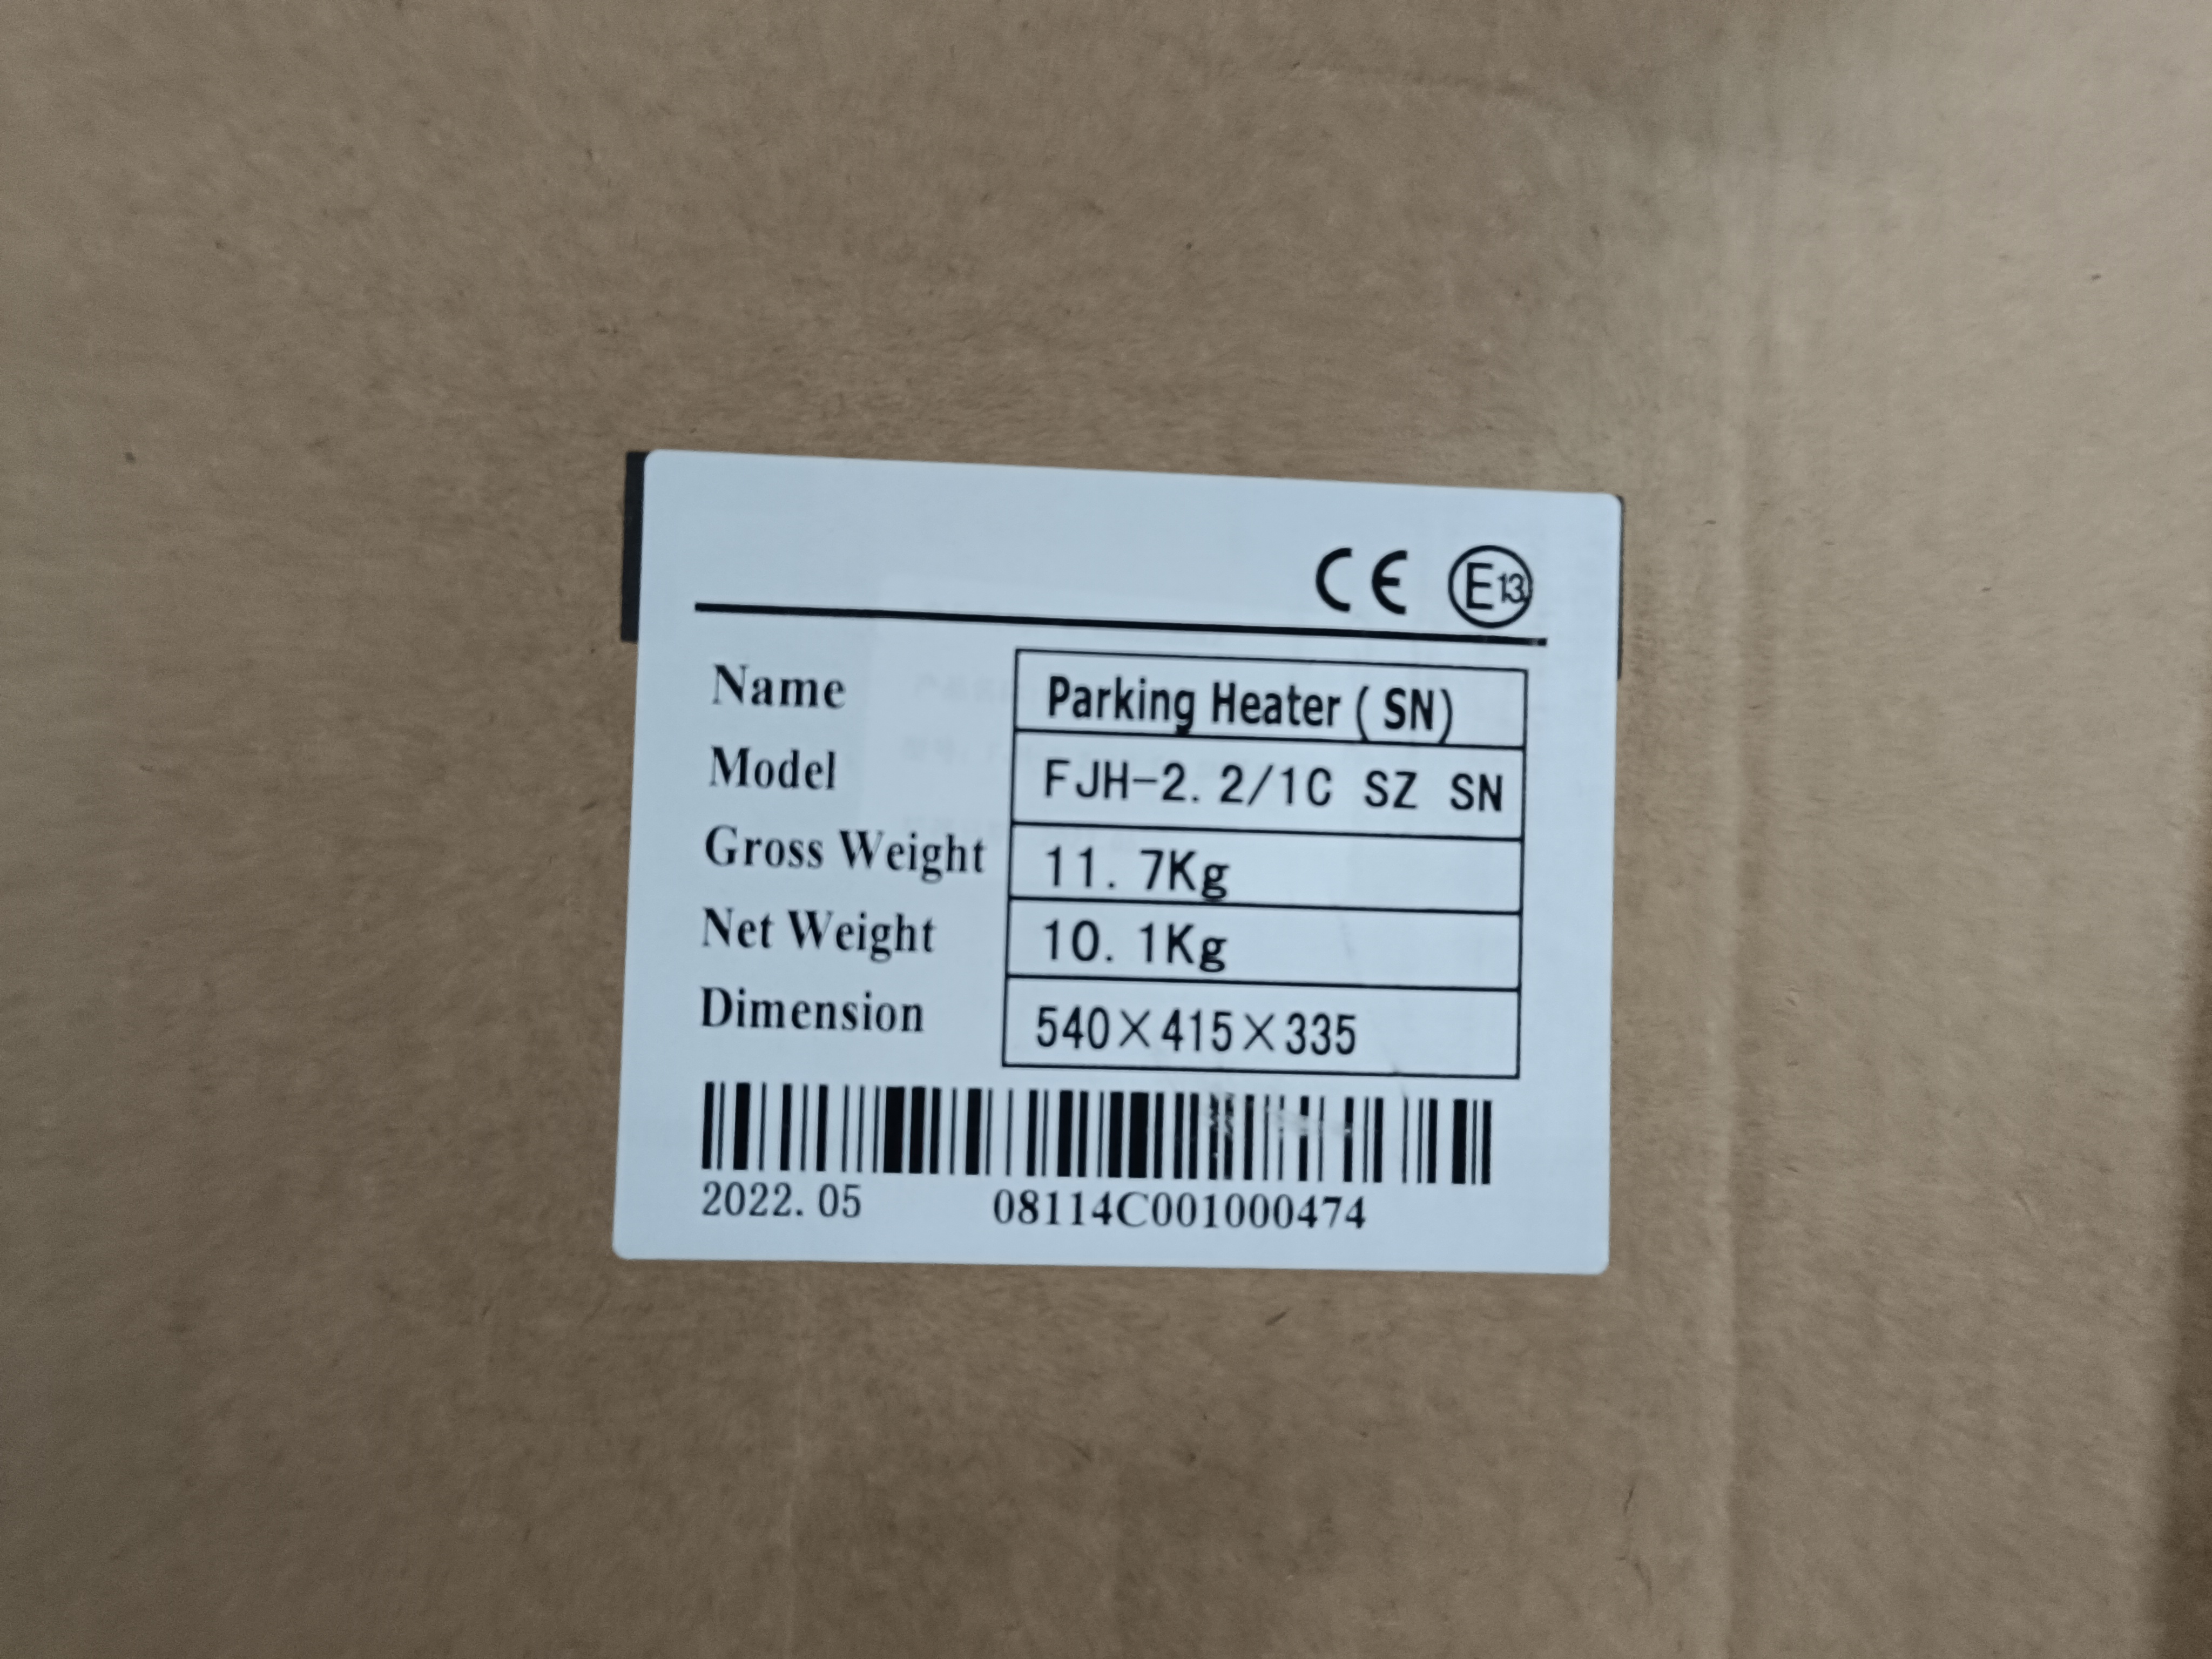 CE E13
Name Parking Heater ( SN)
Model FJH-2. 2/1C SZ SN
Gross Weight 11. 7Kg
Net Weight 10. 1Kg
Dimension 540×415×335
2022. 05 08114C001000474